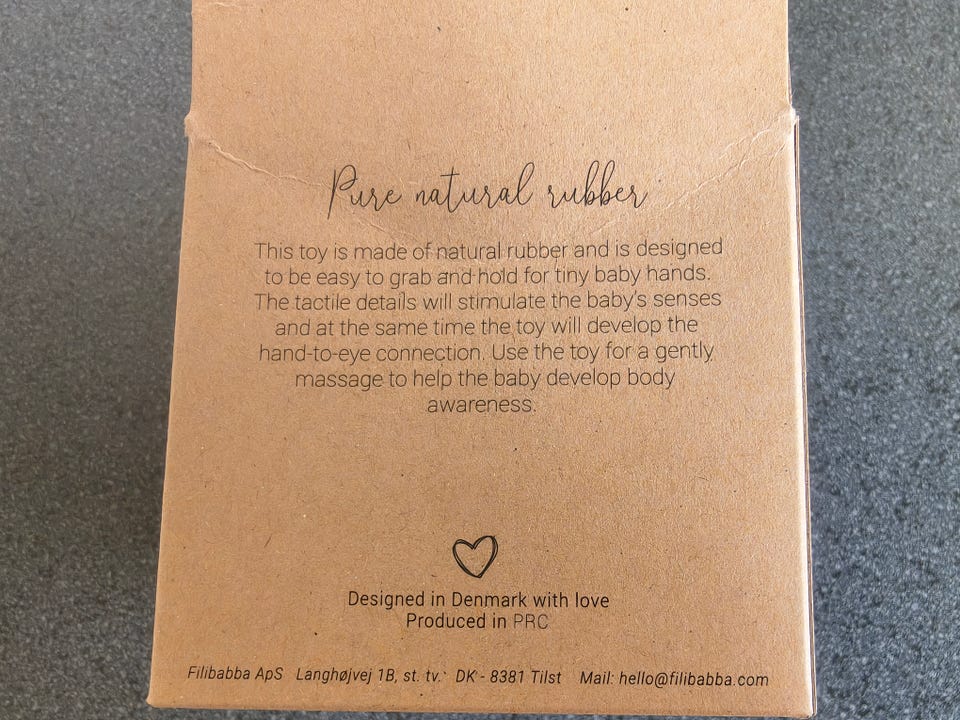 Pure natural rubber
This toy is made of natural rubber and is designed
to be easy to grab and hold for tiny baby hands.
The tactile details will stimulate the baby's senses
and at the same time the toy will develop the
hand-to-eye connection. Use the toy for a gently
massage to help the baby develop body
awareness.
Designed in Denmark with love
Produced in PRC
Filibabba ApS Langhøjvej 1B, st. tv. DK - 8381 Tilst Mail: hello@filibabba.com